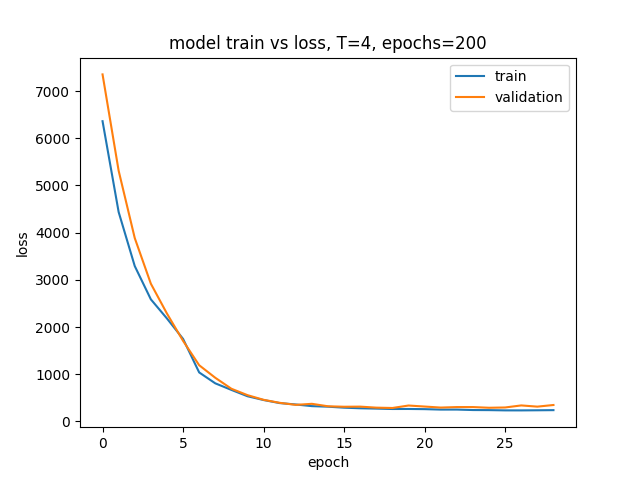 model train vs loss, T=4, epochs=200
train
validation
7000
6000
5000
4000
3000
2000
1000
0
loss
0 5 10 15 20 25
epoch